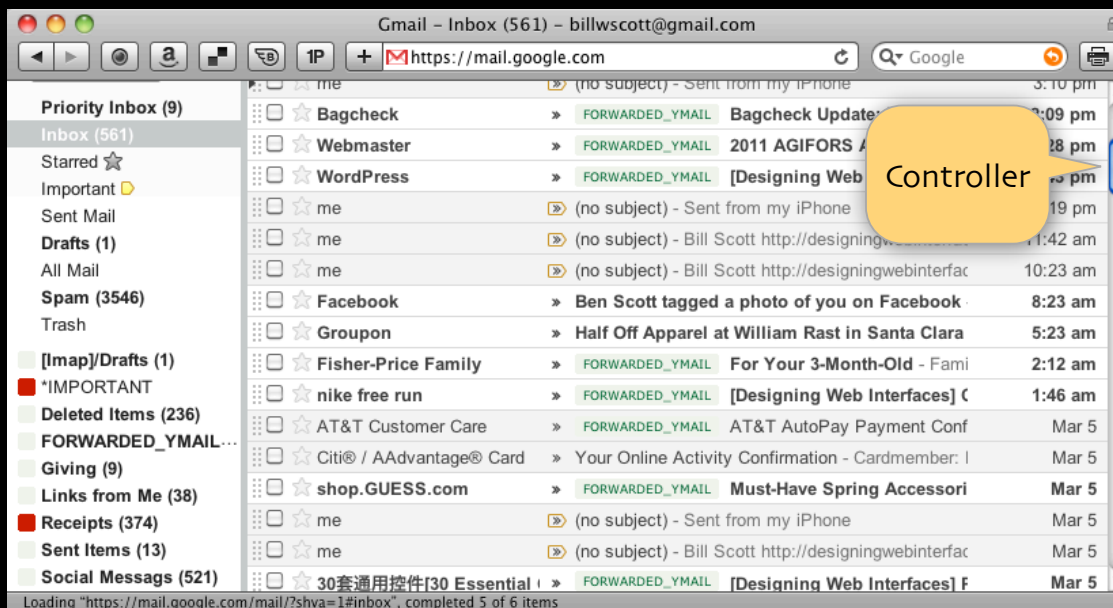 Gmail – Inbox (561) – billwscott@gmail.com
a B 1P + M https://mail.google.com Google
me (no subject) - Sent from my iPhone 3:10 pm
Priority Inbox (9)
Inbox (561)
Starred
Important
Sent Mail
Drafts (1)
All Mail
Spam (3546)
Trash
[Imap]/Drafts (1)
*IMPORTANT
Deleted Items (236)
FORWARDED_YMAIL...
Giving (9)
Links from Me (38)
Receipts (374)
Sent Items (13)
Social Messags (521)
Bagcheck » FORWARDED_YMAIL Bagcheck Update :09 pm
Webmaster » FORWARDED_YMAIL 2011 AGIFORS 28 pm
WordPress » FORWARDED_YMAIL [Designing Web pm
me (no subject) - Sent from my iPhone 19 pm
me (no subject) - Bill Scott http://designingwebinterfac 11:42 am
me (no subject) - Bill Scott http://designingwebinterfac 10:23 am
Facebook » Ben Scott tagged a photo of you on Facebook - 8:23 am
Groupon » Half Off Apparel at William Rast in Santa Clara 5:23 am
Fisher-Price Family » FORWARDED_YMAIL For Your 3-Month-Old - Fami 2:12 am
nike free run » FORWARDED_YMAIL [Designing Web Interfaces] 1:46 am
AT&T Customer Care » FORWARDED_YMAIL AT&T AutoPay Payment Conf Mar 5
Citi® / AAdvantage® Card » Your Online Activity Confirmation - Cardmember: Mar 5
shop.GUESS.com » FORWARDED_YMAIL Must-Have Spring Accessori Mar 5
me (no subject) - Sent from my iPhone Mar 5
me (no subject) - Bill Scott http://designingwebinterfac Mar 5
30套通用控件[30 Essential » FORWARDED_YMAIL [Designing Web Interfaces] Mar 5
Controller
Loading "https://mail.google.com/mail/?shva=1#inbox", completed 5 of 6 items